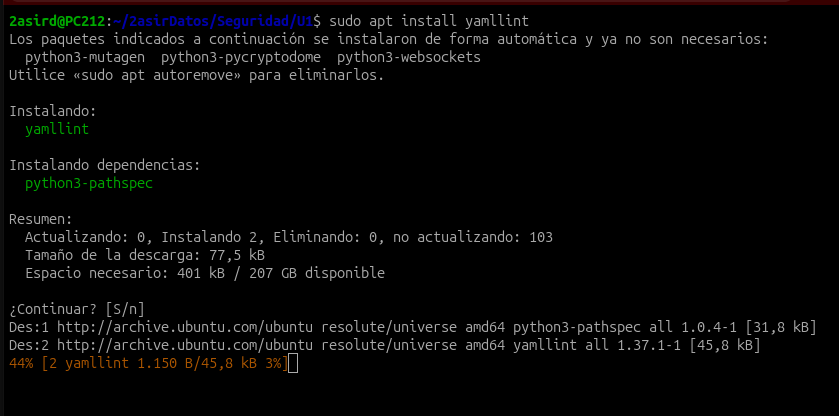 2asird@PC212:~/2asirDatos/Seguridad/U1$ sudo apt install yamllint
Los paquetes indicados a continuación se instalaron de forma automática y ya no son necesarios:
  python3-mutagen  python3-pycryptodome  python3-websockets
Utilice «sudo apt autoremove» para eliminarlos.

Instalando:
  yamllint

Instalando dependencias:
  python3-pathspec

Resumen:
  Actualizando: 0, Instalando 2, Eliminando: 0, no actualizando: 103
  Tamaño de la descarga: 77,5 kB
  Espacio necesario: 401 kB / 207 GB disponible

¿Continuar? [S/n]
Des:1 http://archive.ubuntu.com/ubuntu resolute/universe amd64 python3-pathspec all 1.0.4-1 [31,8 kB]
Des:2 http://archive.ubuntu.com/ubuntu resolute/universe amd64 yamllint all 1.37.1-1 [45,8 kB]
44% [2 yamllint 1.150 B/45,8 kB 3%]